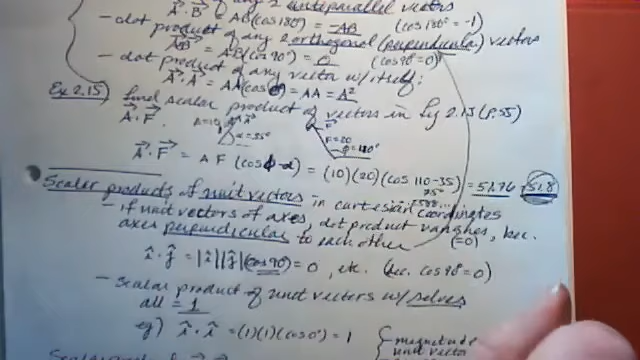 of any 2 antiparallel vectors
A · B = AB(cos 180°) = -AB (cos 180° = -1)
- dot product of any 2 orthogonal (perpendicular) vectors
AB = AB(cos 90°) = 0 (cos 90° = 0)
- dot product of any vector w/ itself:
A · A = AA(cos 0°) = AA = A²
Ex 2.15) find scalar product of vectors in fig 2.13 (p. 55)
A · F A=10 α=35° F F=20 φ=110°
A · F = A F (cos φ-α) = (10)(20)(cos 110-35) = 51.76 = 51.8
75°
.2588...
Scaler products of unit vectors in cartesian coordinates
- if unit vectors of axes, dot product vanishes, bec.
axes perpendicular to each other (=0)
î · ĵ = |î||ĵ|(cos 90°) = 0, etc. (bec. cos 90° = 0)
- scalar product of unit vectors w/ selves
all = 1
eg) î · î = (1)(1)(cos 0°) = 1 { magnitude
unit vector